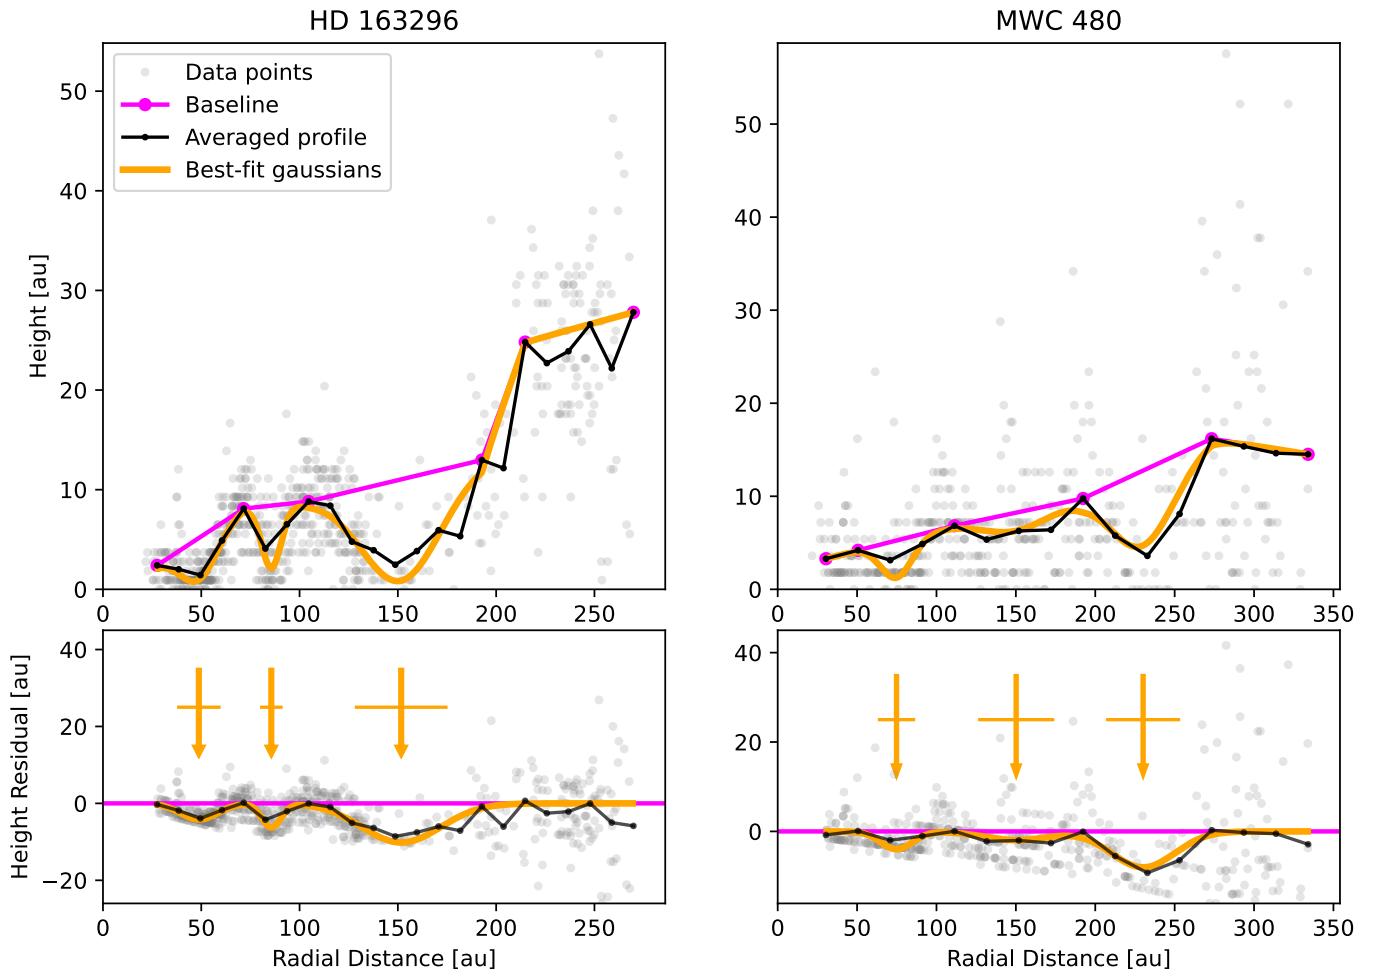 HD 163296
MWC 480
Data points
Baseline
Averaged profile
Best-fit gaussians
Height [au]
50
40
30
20
10
0
0 50 100 150 200 250
50
40
30
20
10
0
0 50 100 150 200 250 300 350
Height Residual [au]
40
20
0
−20
0 50 100 150 200 250
Radial Distance [au]
40
20
0
0 50 100 150 200 250 300 350
Radial Distance [au]